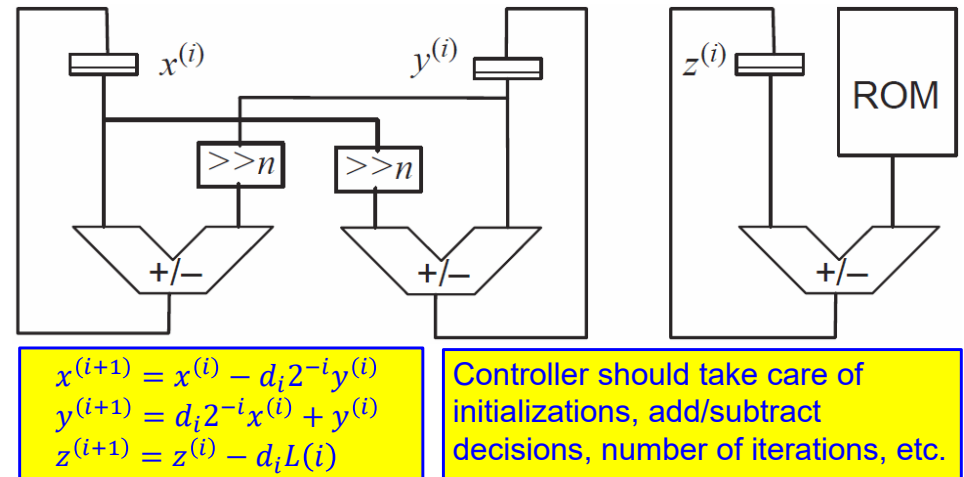 x^{(i)}
y^{(i)}
z^{(i)}
ROM
>>n
>>n
+/−
+/−
+/−
x^{(i+1)} = x^{(i)} − d_i 2^{−i} y^{(i)}
y^{(i+1)} = d_i 2^{−i} x^{(i)} + y^{(i)}
z^{(i+1)} = z^{(i)} − d_i L(i)
Controller should take care of
initializations, add/subtract
decisions, number of iterations, etc.